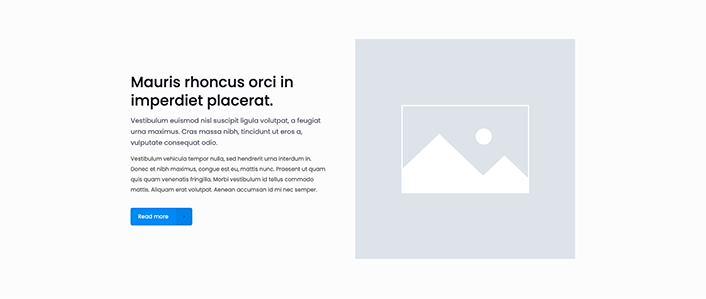 Mauris rhoncus orci in
imperdiet placerat.
Vestibulum euismod nisl suscipit ligula volutpat, a feugiat
urna maximus. Cras massa nibh, tincidunt ut eros a,
vulputate consequat odio.
Vestibulum vehicula tempor nulla, sed hendrerit urna interdum in.
Donec et nibh maximus, congue est eu, mattis nunc. Praesent ut quam
quis quam venenatis fringilla. Morbi vestibulum id tellus commodo
mattis. Aliquam erat volutpat. Aenean accumsan id mi nec semper.
Read more